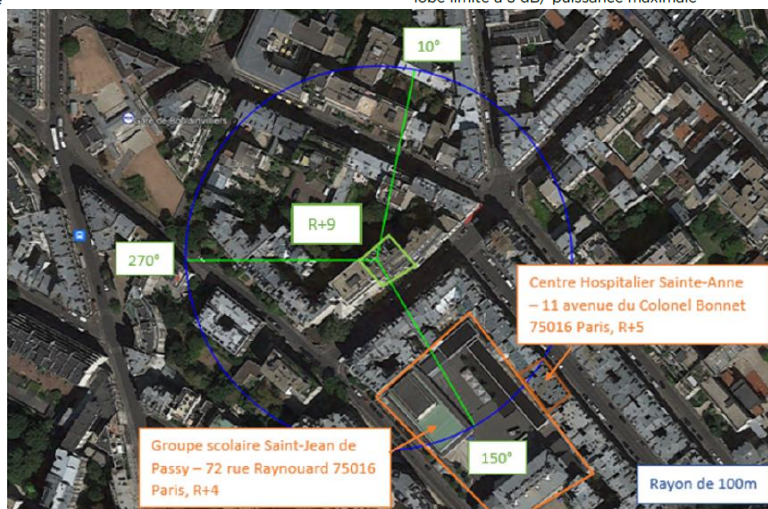 10°
R+9
270°
Centre Hospitalier Sainte-Anne
– 11 avenue du Colonel Bonnet
75016 Paris, R+5
Groupe scolaire Saint-Jean de
Passy – 72 rue Raynouard 75016
Paris, R+4
150°
Rayon de 100m